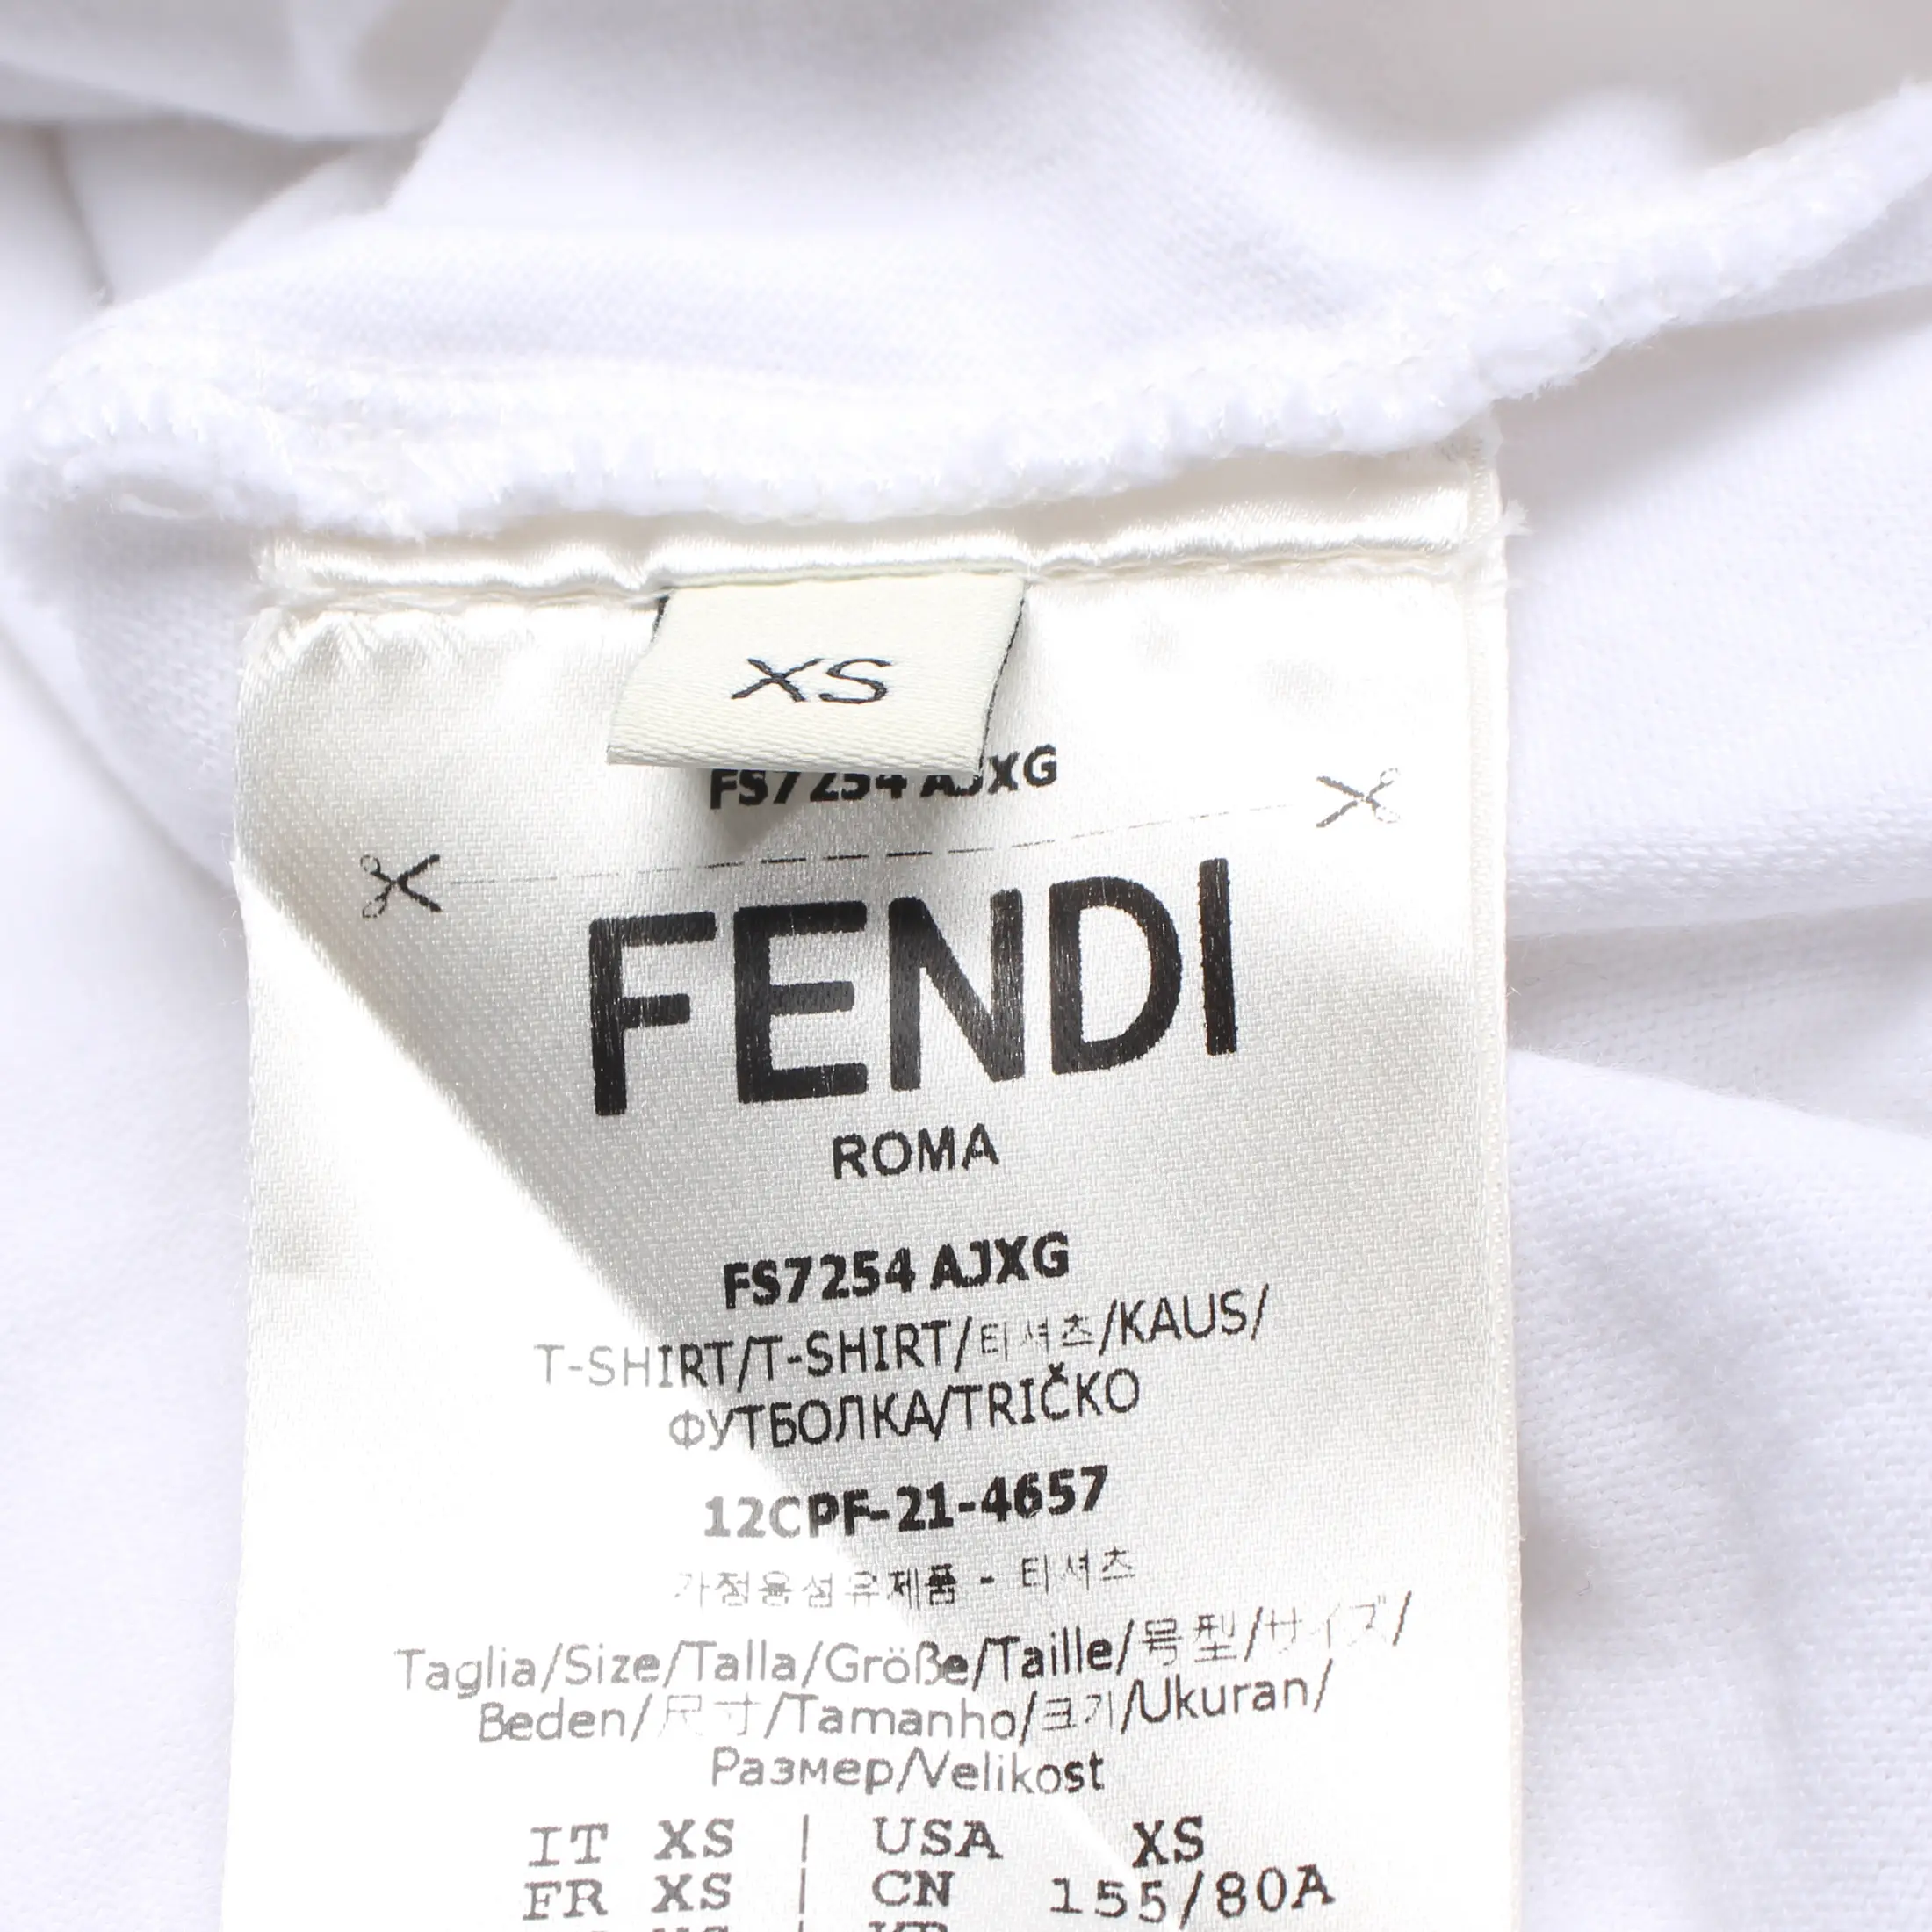 XS
FS7254 AJXG
FENDI
ROMA
FS7254 AJXG
T-SHIRT/T-SHIRT/티셔츠/KAUS/
ФУТБОЛКА/TRIČKO
12CPF-21-4657
가정용섬유제품 - 티셔츠
Taglia/Size/Talla/Größe/Taille/号型/サイズ/
Beden/尺寸/Tamanho/크기/Ukuran/
Размер/Velikost
IT XS | USA XS
FR XS | CN 155/80A